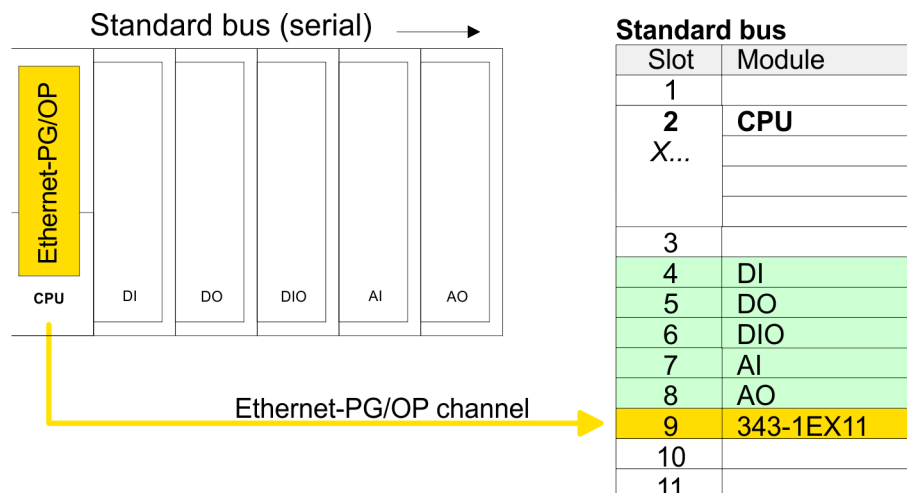 Standard bus (serial)
Ethernet-PG/OP
CPU
DI
DO
DIO
AI
AO
Ethernet-PG/OP channel
Standard bus
Slot Module
1
2 CPU
X...
3
4 DI
5 DO
6 DIO
7 AI
8 AO
9 343-1EX11
10
11